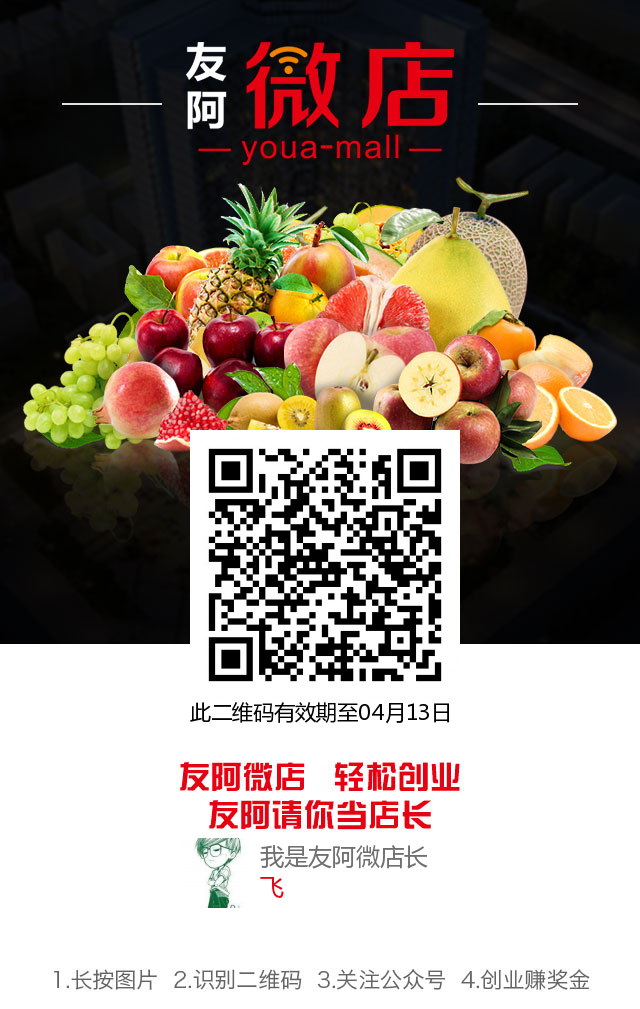 友阿
微店
youa-mall
此二维码有效期至04月13日
友阿微店 轻松创业
友阿请你当店长
我是友阿微店长
飞
1.长按图片 2.识别二维码 3.关注公众号 4.创业赚奖金